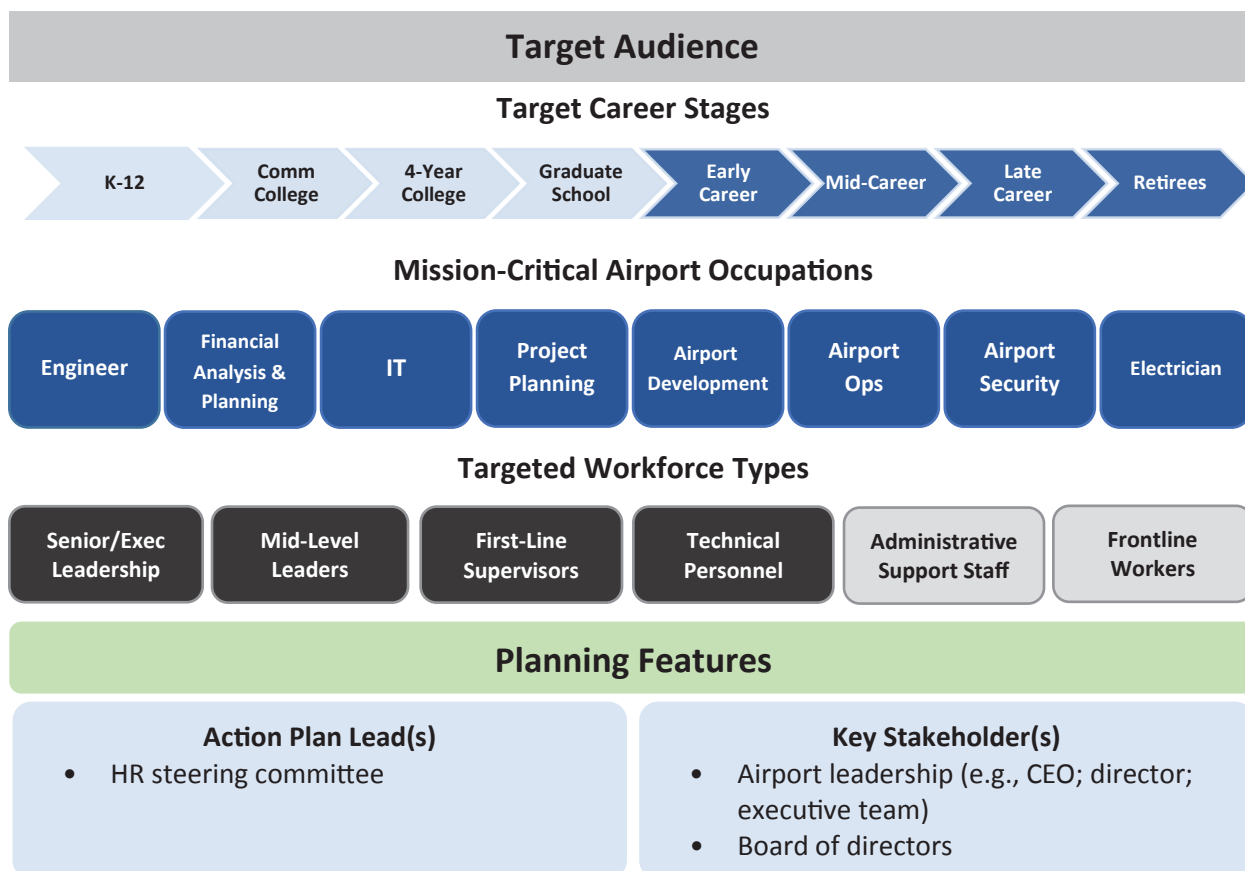 Target Audience
Target Career Stages
K-12
Comm
College
4-Year
College
Graduate
School
Early
Career
Mid-Career
Late
Career
Retirees
Mission-Critical Airport Occupations
Engineer
Financial
Analysis &
Planning
IT
Project
Planning
Airport
Development
Airport
Ops
Airport
Security
Electrician
Targeted Workforce Types
Senior/Exec
Leadership
Mid-Level
Leaders
First-Line
Supervisors
Technical
Personnel
Administrative
Support Staff
Frontline
Workers
Planning Features
Action Plan Lead(s)
• HR steering committee
Key Stakeholder(s)
• Airport leadership (e.g., CEO; director;
executive team)
• Board of directors